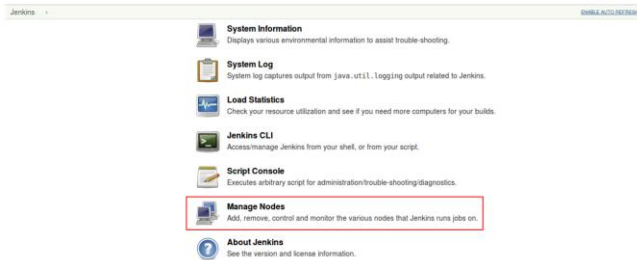 Jenkins ›
ENABLE AUTO REFRESH
System Information
Displays various environmental information to assist trouble-shooting.
System Log
System log captures output from java.util.logging output related to Jenkins.
Load Statistics
Check your resource utilization and see if you need more computers for your builds.
Jenkins CLI
Access/manage Jenkins from your shell, or from your script.
Script Console
Executes arbitrary script for administration/trouble-shooting/diagnostics.
Manage Nodes
Add, remove, control and monitor the various nodes that Jenkins runs jobs on.
About Jenkins
See the version and license information.